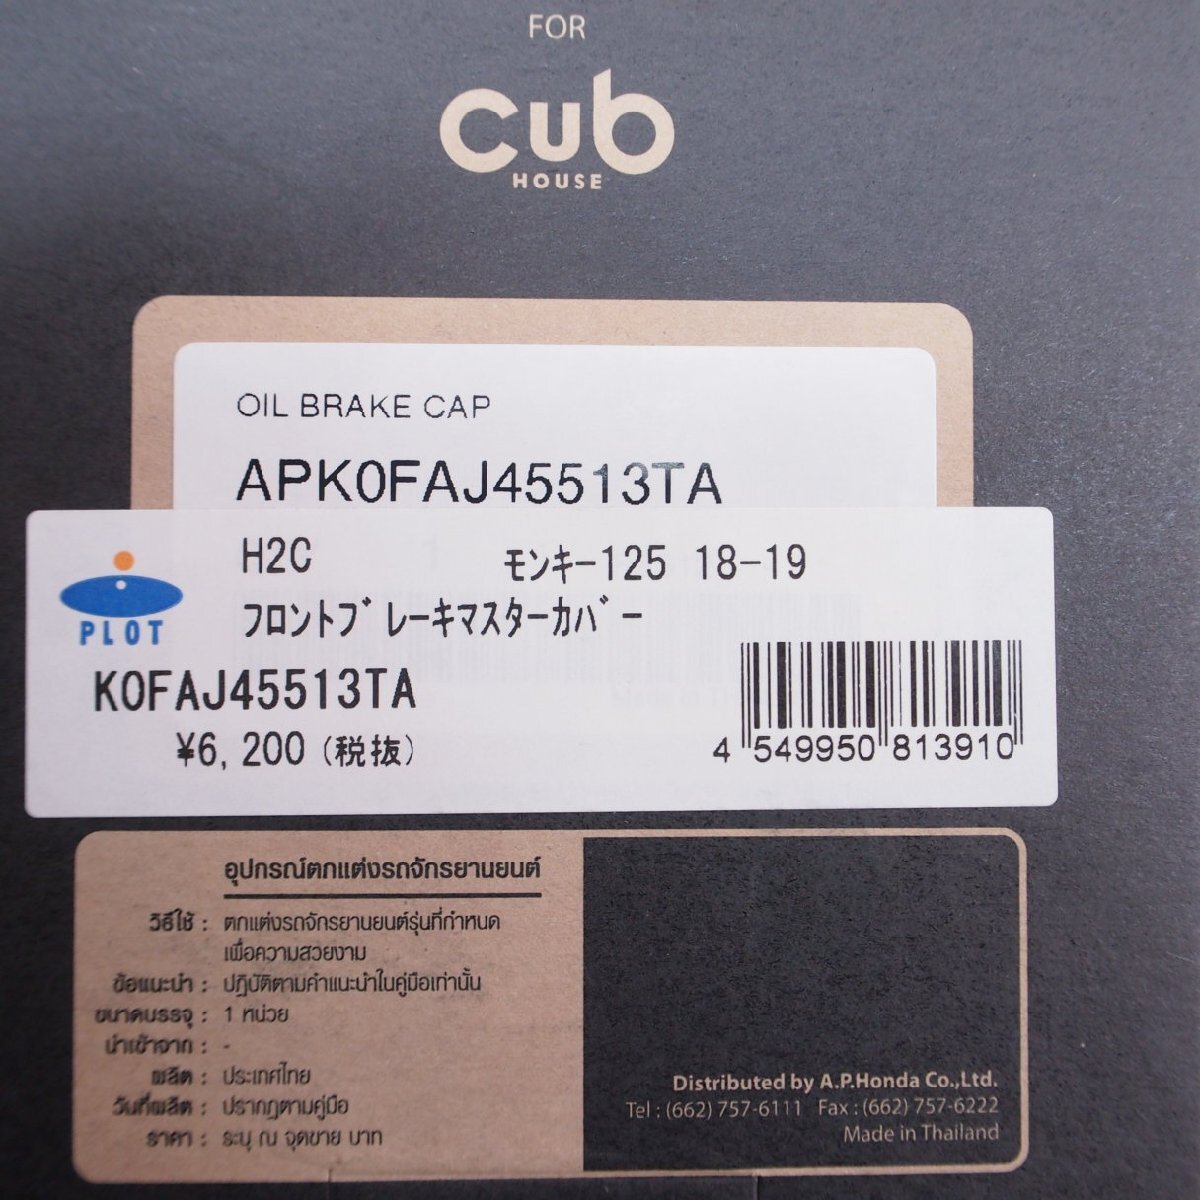 FOR
Cub
HOUSE
OIL BRAKE CAP
APK0FAJ45513TA
H2C モンキー125 18-19
フロントブレーキマスターカバー
PLOT
K0FAJ45513TA
¥6,200(税抜)
4 549950 813910
อุปกรณ์ตกแต่งรถจักรยานยนต์
วิธีใช้ : ตกแต่งรถจักรยานยนต์รุ่นที่กำหนด
เพื่อความสวยงาม
ข้อแนะนำ : ปฏิบัติตามคำแนะนำในคู่มือเท่านั้น
ขนาดบรรจุ : 1 หน่วย
นำเข้าจาก : -
ผลิต : ประเทศไทย
วันที่ผลิต : ปรากฏตามคู่มือ
ราคา : ระบุ ณ จุดขาย บาท
Distributed by A.P.Honda Co.,Ltd.
Tel : (662) 757-6111 Fax : (662) 757-6222
Made in Thailand